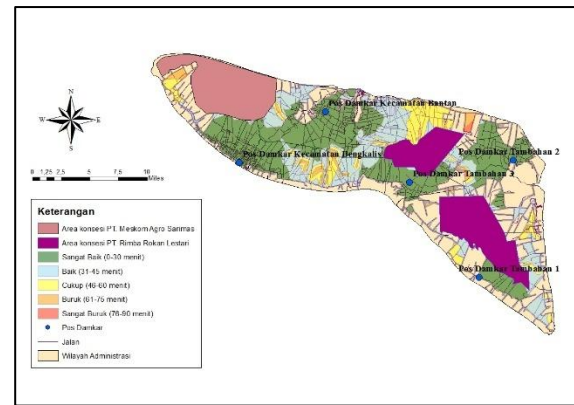 Pos Damkar Kecamatan Bantan
N
W E
S
Pos Damkar Tambahan 2
Pos Damkar Kecamatan Bengkalis
Pos Damkar Tambahan 3
0 1,25 2,5 5 7,5 10
Miles
Pos Damkar Tambahan 1
Keterangan
Area konsesi PT. Meskom Agro Sarimas
Area konsesi PT. Rimba Rokan Lestari
Sangat Baik (0-30 menit)
Baik (31-45 menit)
Cukup (46-60 menit)
Buruk (61-75 menit)
Sangat Buruk (76-90 menit)
Pos Damkar
Jalan
Wilayah Administrasi